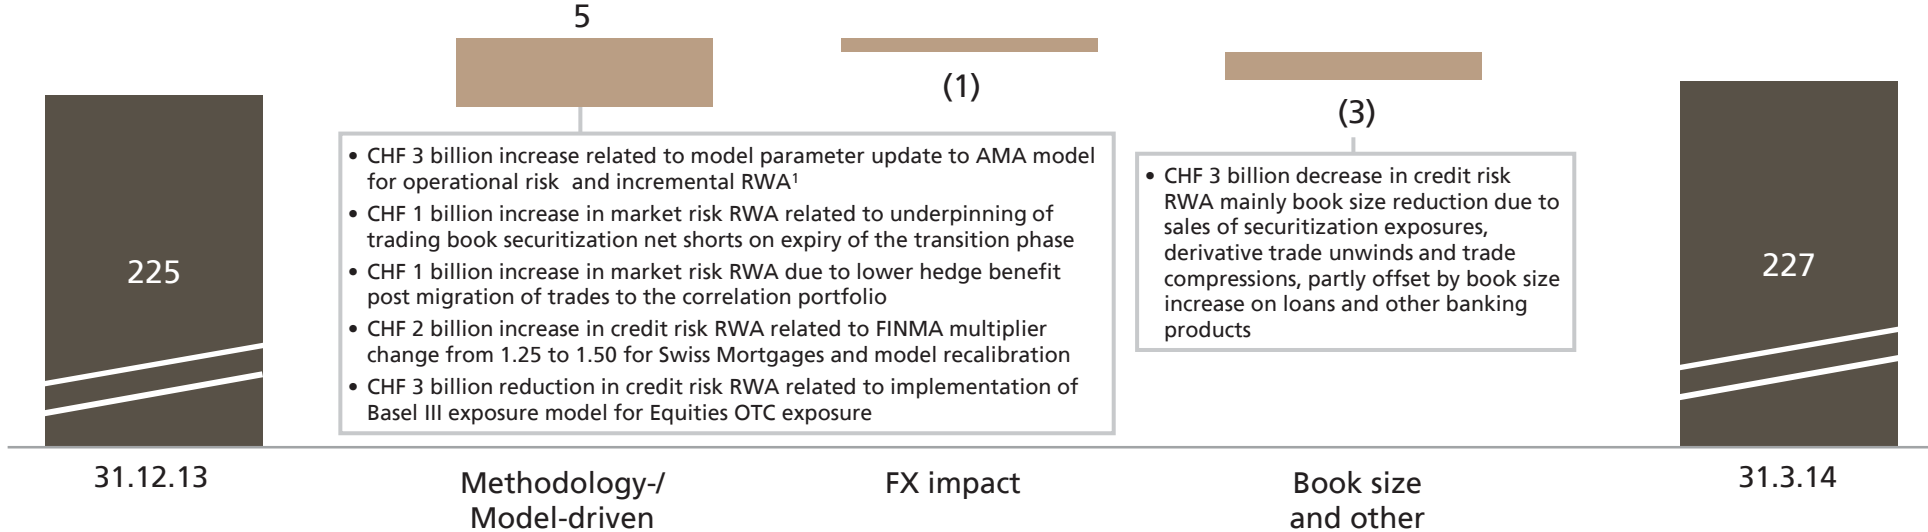 5
(1)
(3)
• CHF 3 billion increase related to model parameter update to AMA model
for operational risk and incremental RWA¹
• CHF 1 billion increase in market risk RWA related to underpinning of
trading book securitization net shorts on expiry of the transition phase
• CHF 1 billion increase in market risk RWA due to lower hedge benefit
post migration of trades to the correlation portfolio
• CHF 2 billion increase in credit risk RWA related to FINMA multiplier
change from 1.25 to 1.50 for Swiss Mortgages and model recalibration
• CHF 3 billion reduction in credit risk RWA related to implementation of
Basel III exposure model for Equities OTC exposure
• CHF 3 billion decrease in credit risk
RWA mainly book size reduction due to
sales of securitization exposures,
derivative trade unwinds and trade
compressions, partly offset by book size
increase on loans and other banking
products
225
227
31.12.13
Methodology-/
Model-driven
FX impact
Book size
and other
31.3.14